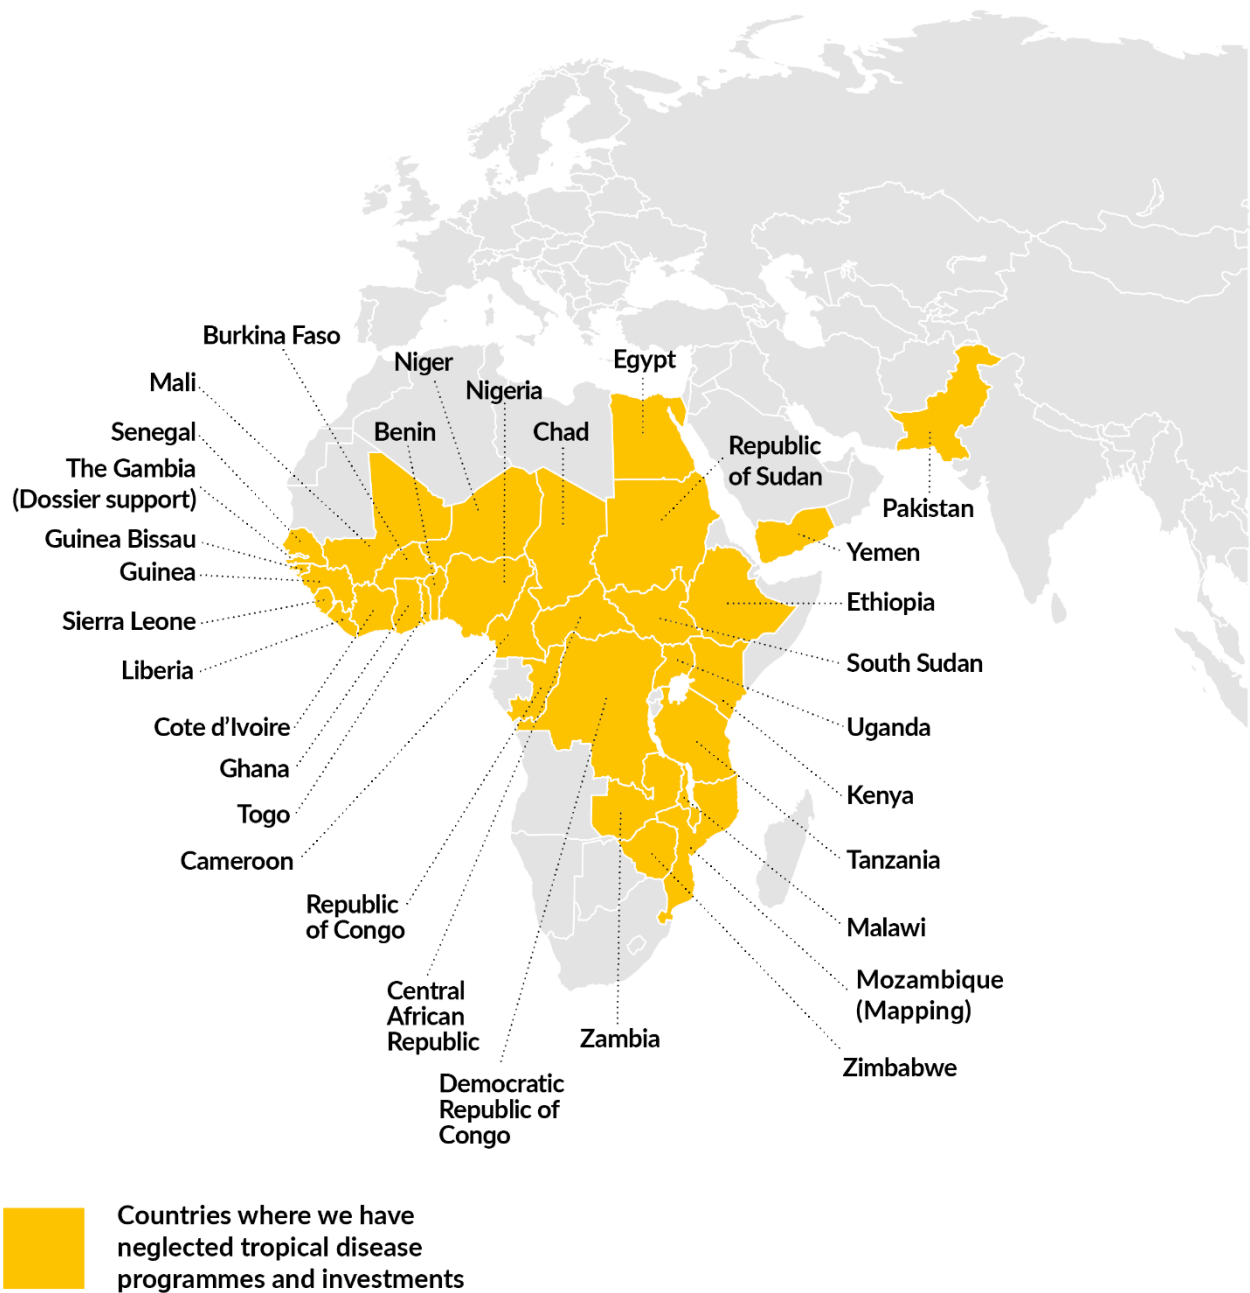 Burkina Faso
Niger
Egypt
Mali
Nigeria
Senegal
Benin
Chad
Republic
of Sudan
The Gambia
(Dossier support)
Pakistan
Guinea Bissau
Yemen
Guinea
Ethiopia
Sierra Leone
South Sudan
Liberia
Cote d’Ivoire
Uganda
Ghana
Kenya
Togo
Cameroon
Tanzania
Republic
of Congo
Malawi
Central
African
Republic
Mozambique
(Mapping)
Zambia
Zimbabwe
Democratic
Republic of
Congo
Countries where we have
neglected tropical disease
programmes and investments